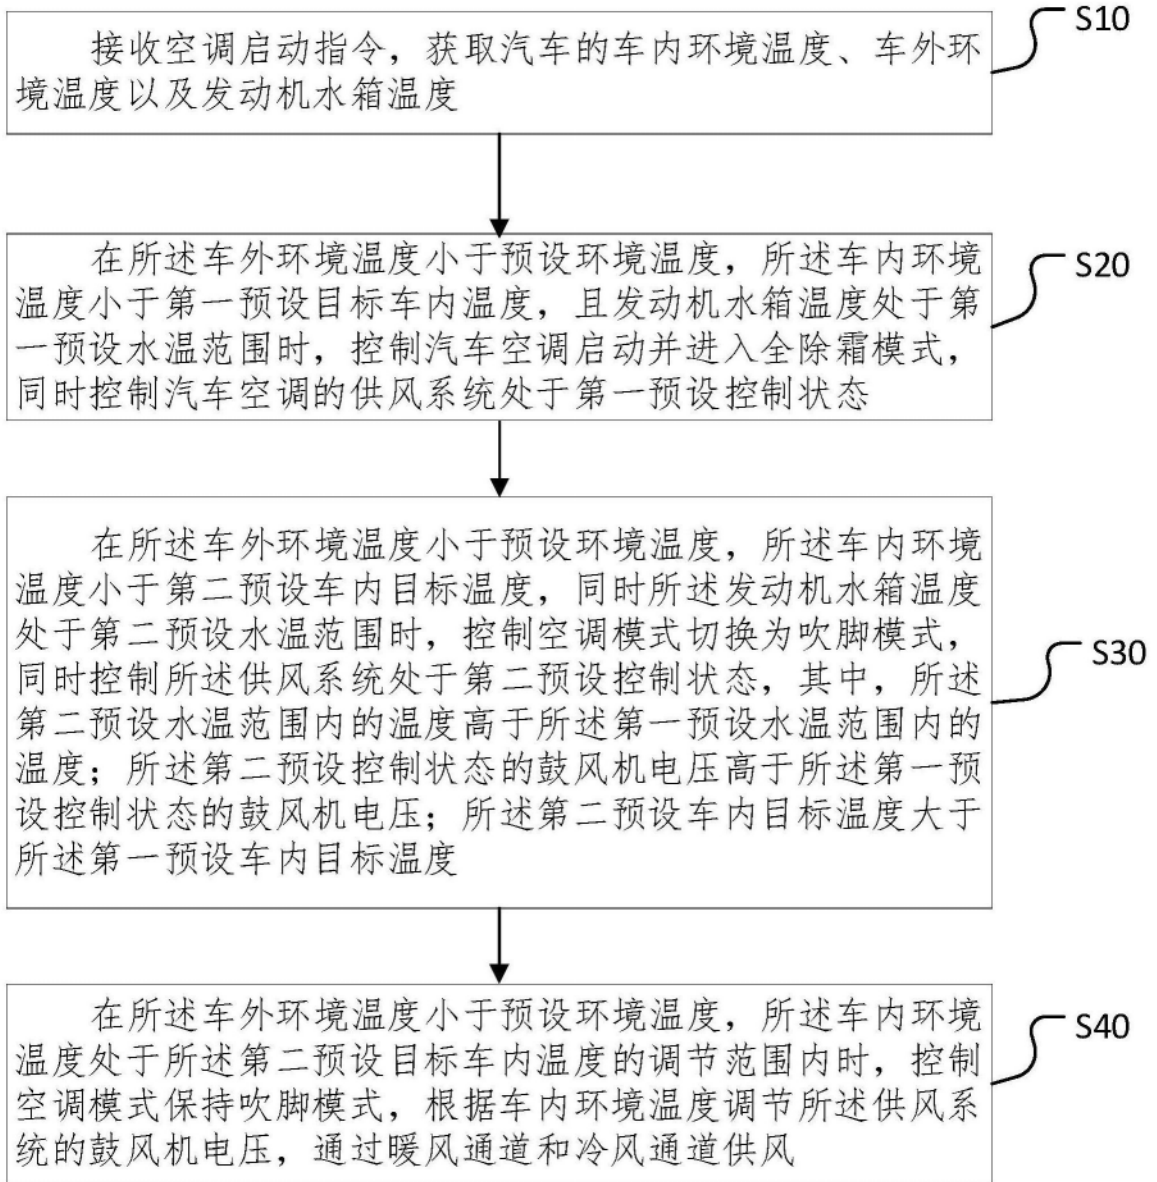 接收空调启动指令，获取汽车的车内环境温度、车外环
境温度以及发动机水箱温度
S10
在所述车外环境温度小于预设环境温度，所述车内环境
温度小于第一预设目标车内温度，且发动机水箱温度处于第
一预设水温范围时，控制汽车空调启动并进入全除霜模式，
同时控制汽车空调的供风系统处于第一预设控制状态
S20
在所述车外环境温度小于预设环境温度，所述车内环境
温度小于第二预设车内目标温度，同时所述发动机水箱温度
处于第二预设水温范围时，控制空调模式切换为吹脚模式，
同时控制所述供风系统处于第二预设控制状态，其中，所述
第二预设水温范围内的温度高于所述第一预设水温范围内的
温度；所述第二预设控制状态的鼓风机电压高于所述第一预
设控制状态的鼓风机电压；所述第二预设车内目标温度大于
所述第一预设车内目标温度
S30
在所述车外环境温度小于预设环境温度，所述车内环境
温度处于所述第二预设目标车内温度的调节范围内时，控制
空调模式保持吹脚模式，根据车内环境温度调节所述供风系
统的鼓风机电压，通过暖风通道和冷风通道供风
S40